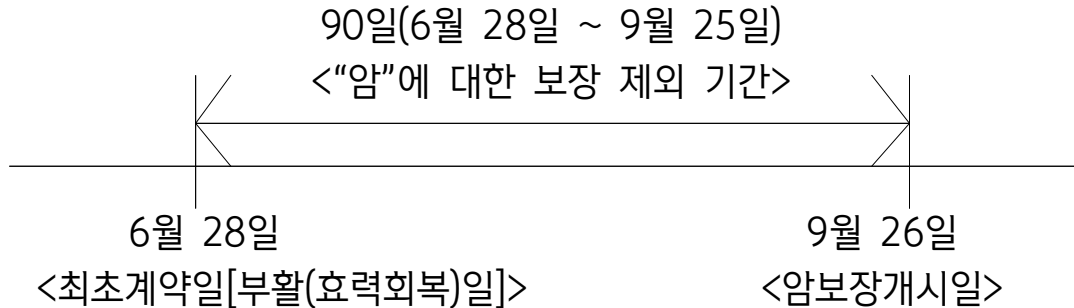 90일(6월 28일 ~ 9월 25일)
<“암”에 대한 보장 제외 기간>
6월 28일
9월 26일
<최초계약일[부활(효력회복)일]>
<암보장개시일>